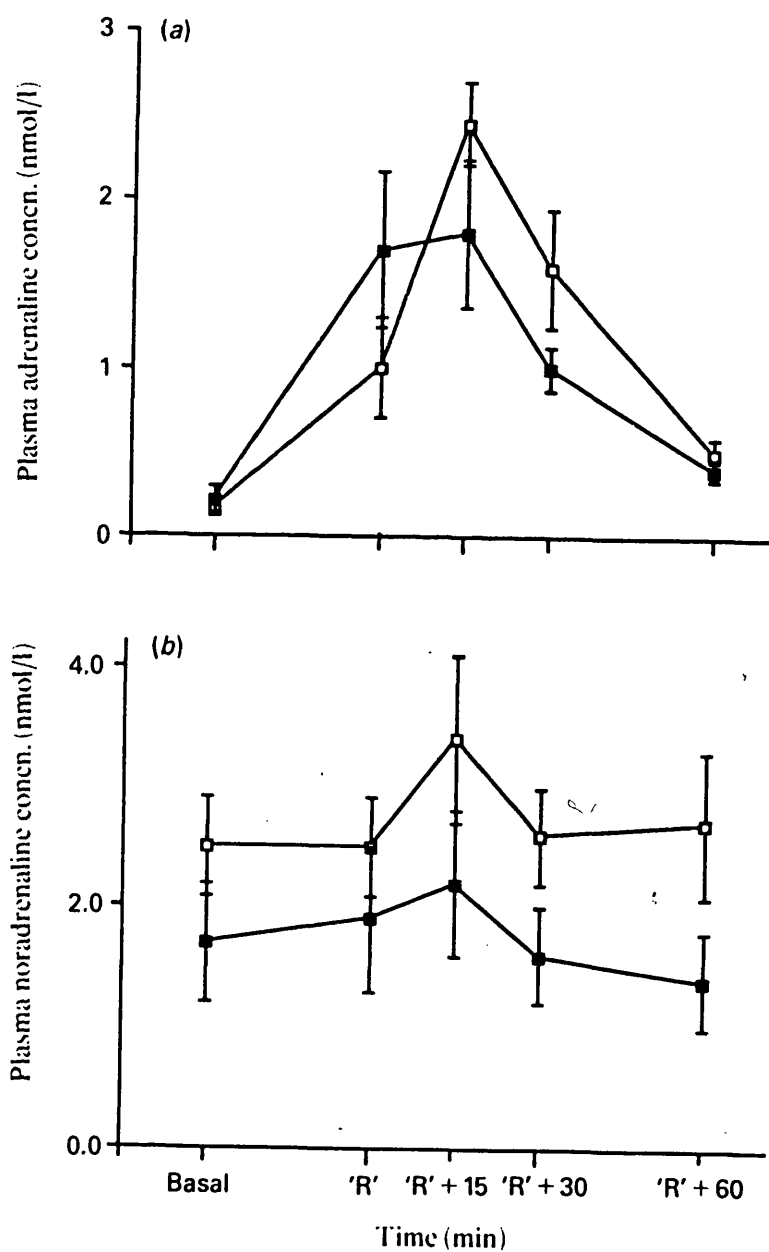 (a)
Plasma adrenaline concn. (nmol/l)
3
2
1
0
(b)
Plasma noradrenaline concn. (nmol/l)
4.0
2.0
0.0
Basal 'R' 'R' + 15 'R' + 30 'R' + 60
Time (min)